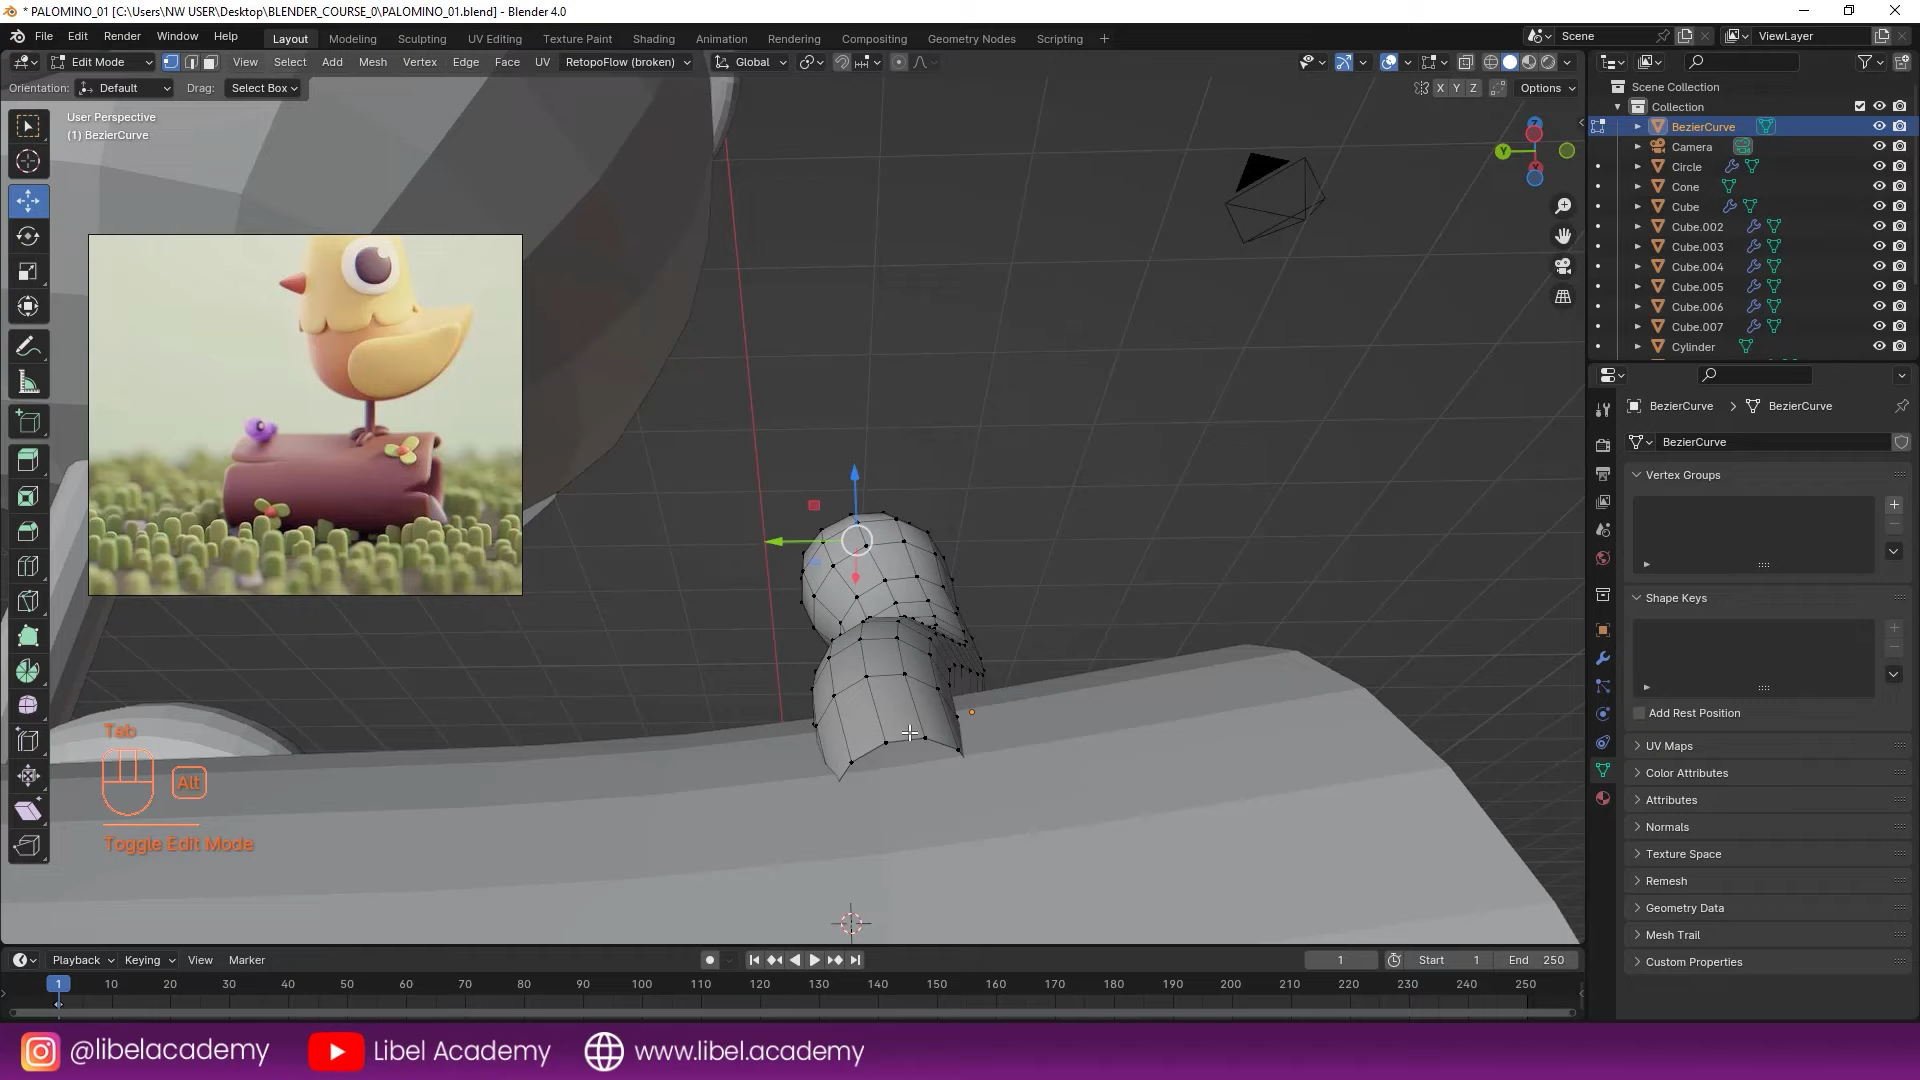 * PALOMINO_01 [C:\Users\NW USER\Desktop\BLENDER_COURSE_0\PALOMINO_01.blend] - Blender 4.0
File Edit Render Window Help Layout Modeling Sculpting UV Editing Texture Paint Shading Animation Rendering Compositing Geometry Nodes Scripting + Scene ViewLayer
Edit Mode View Select Add Mesh Vertex Edge Face UV RetopoFlow (broken) Global
Orientation: Default Drag: Select Box X Y Z Options
User Perspective
(1) BezierCurve
Scene Collection
Collection
BezierCurve
Camera
Circle
Cone
Cube
Cube.002
Cube.003
Cube.004
Cube.005
Cube.006
Cube.007
Cylinder
BezierCurve > BezierCurve
BezierCurve
Vertex Groups
Shape Keys
Add Rest Position
UV Maps
Color Attributes
Attributes
Normals
Texture Space
Remesh
Geometry Data
Mesh Trail
Custom Properties
Y
Tab
Alt
Toggle Edit Mode
Playback Keying View Marker 1 Start 1 End 250
1 10 20 30 40 50 60 70 80 90 100 110 120 130 140 150 160 170 180 190 200 210 220 230 240 250
@libelacademy Libel Academy www.libel.academy